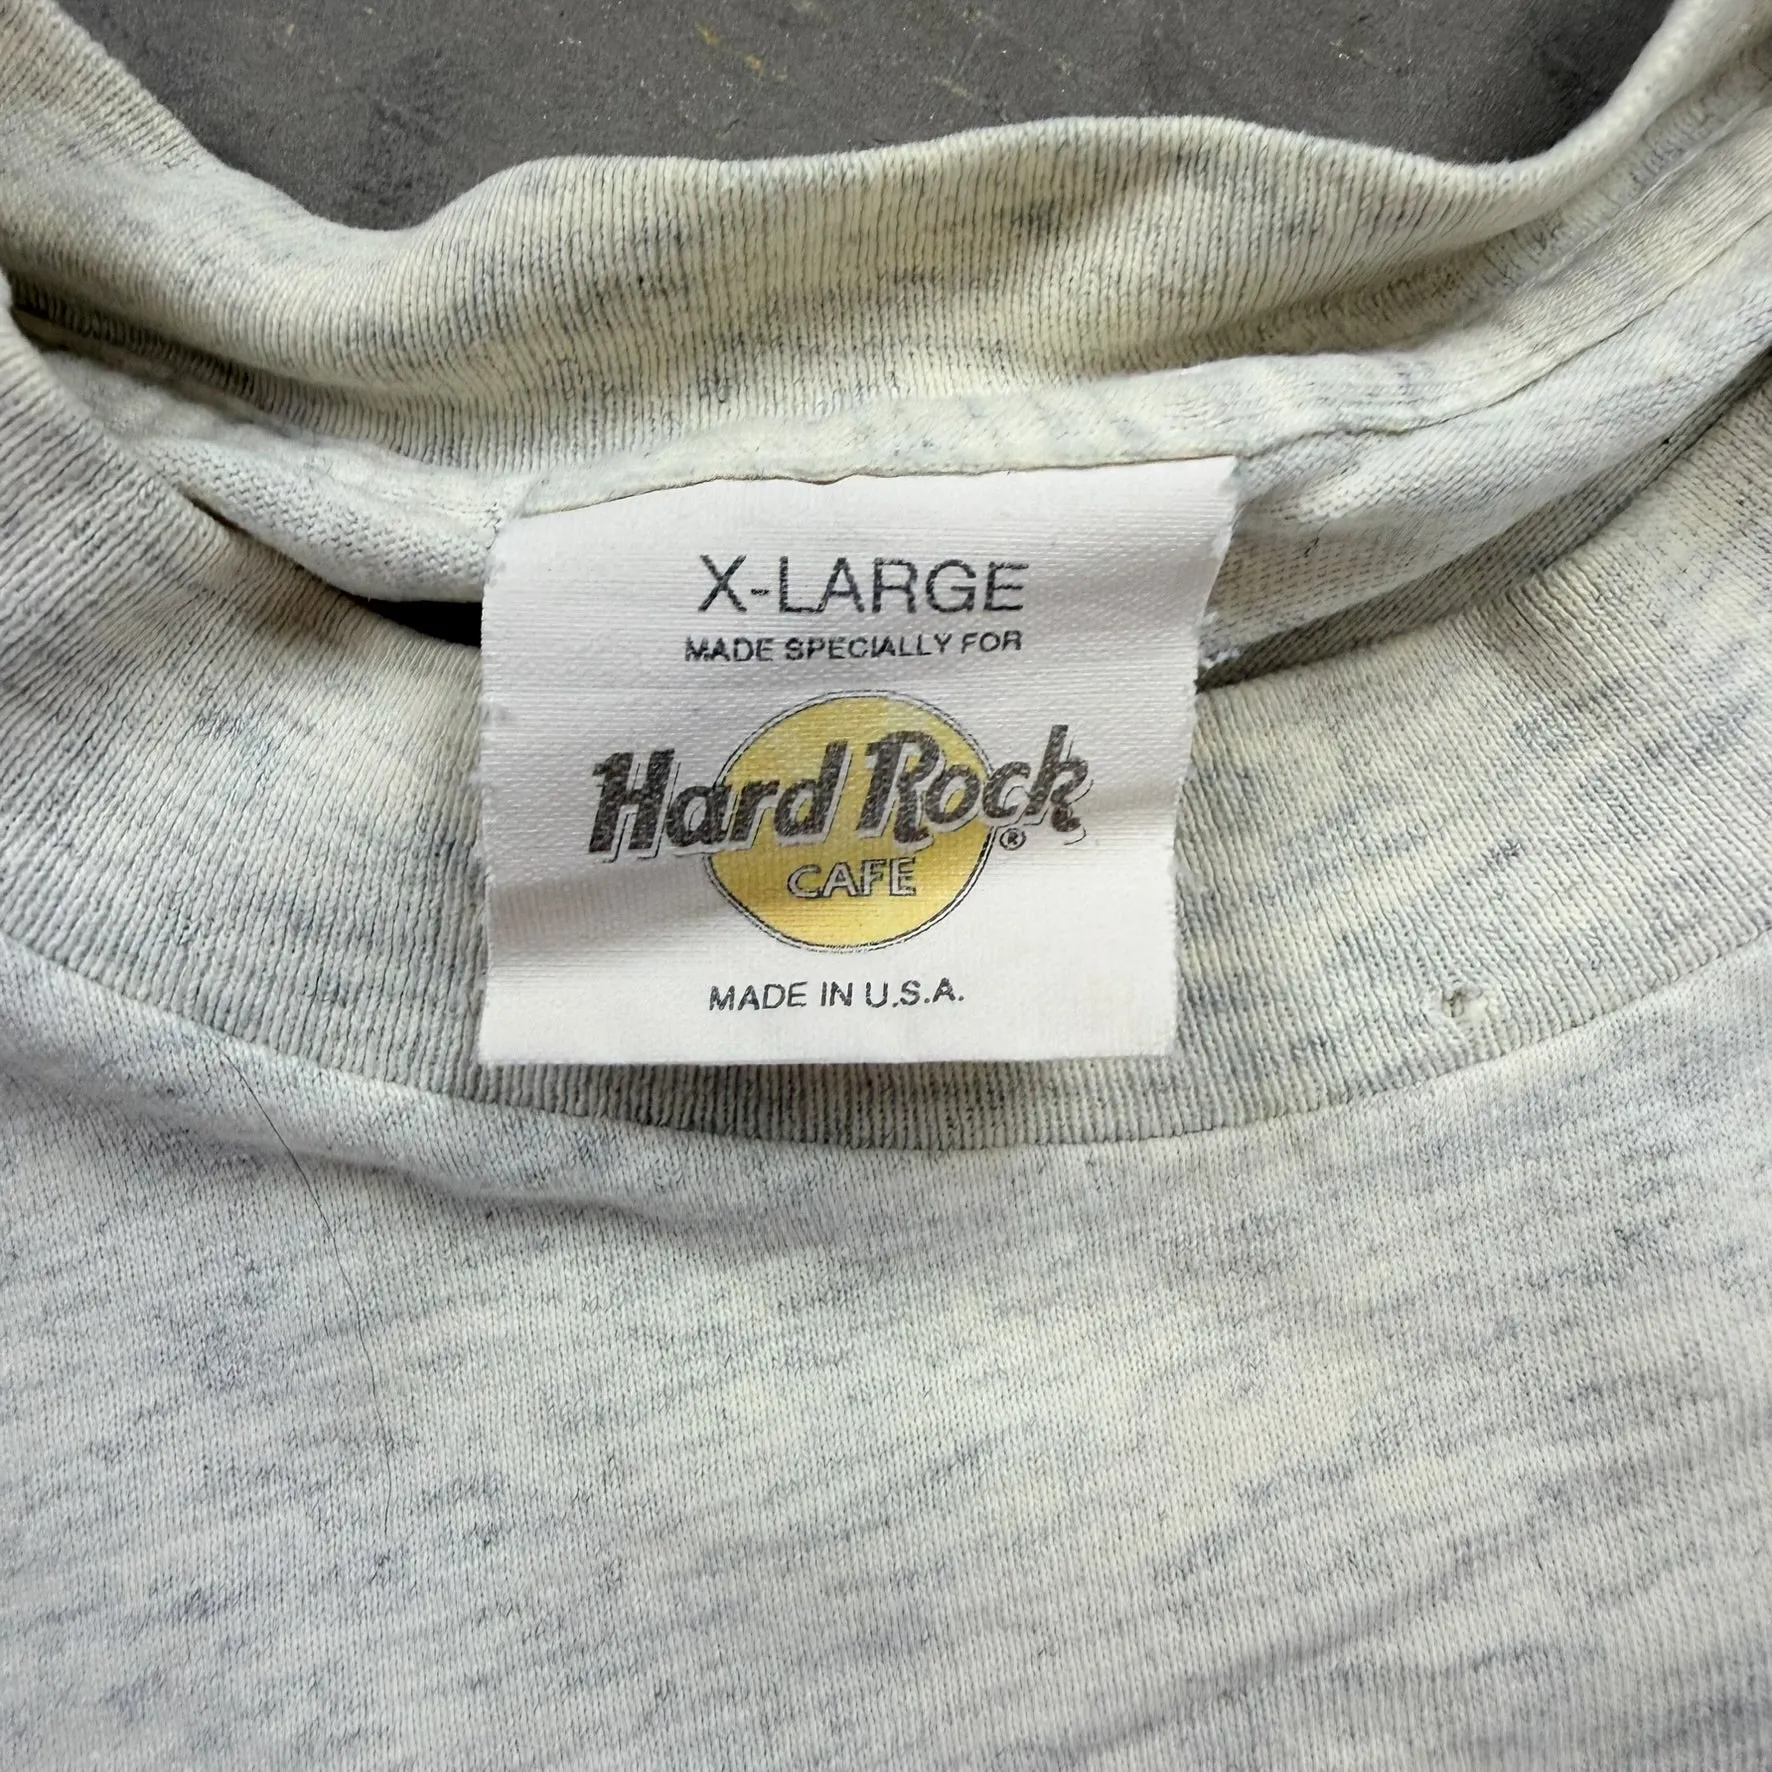 X-LARGE
MADE SPECIALLY FOR
Hard Rock ®
CAFE
MADE IN U.S.A.